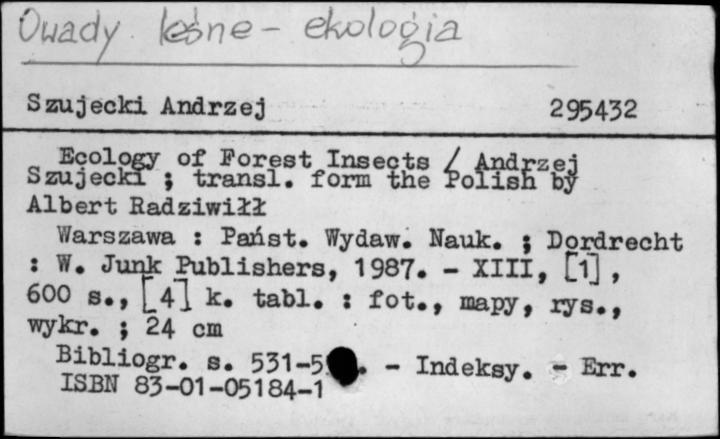 Owady leśne - ekologia
Szujecki Andrzej 295432
Ecology of Forest Insects / Andrzej
Szujecki ; transl. form the Polish by
Albert Radziwiłł
Warszawa : Państ. Wydaw. Nauk. ; Dordrecht
: W. Junk Publishers, 1987. - XIII, [1],
600 s., [4] k. tabl. : fot., mapy, rys.,
wykr. ; 24 cm
Bibliogr. s. 531-5 . - Indeksy. - Err.
ISBN 83-01-05184-1